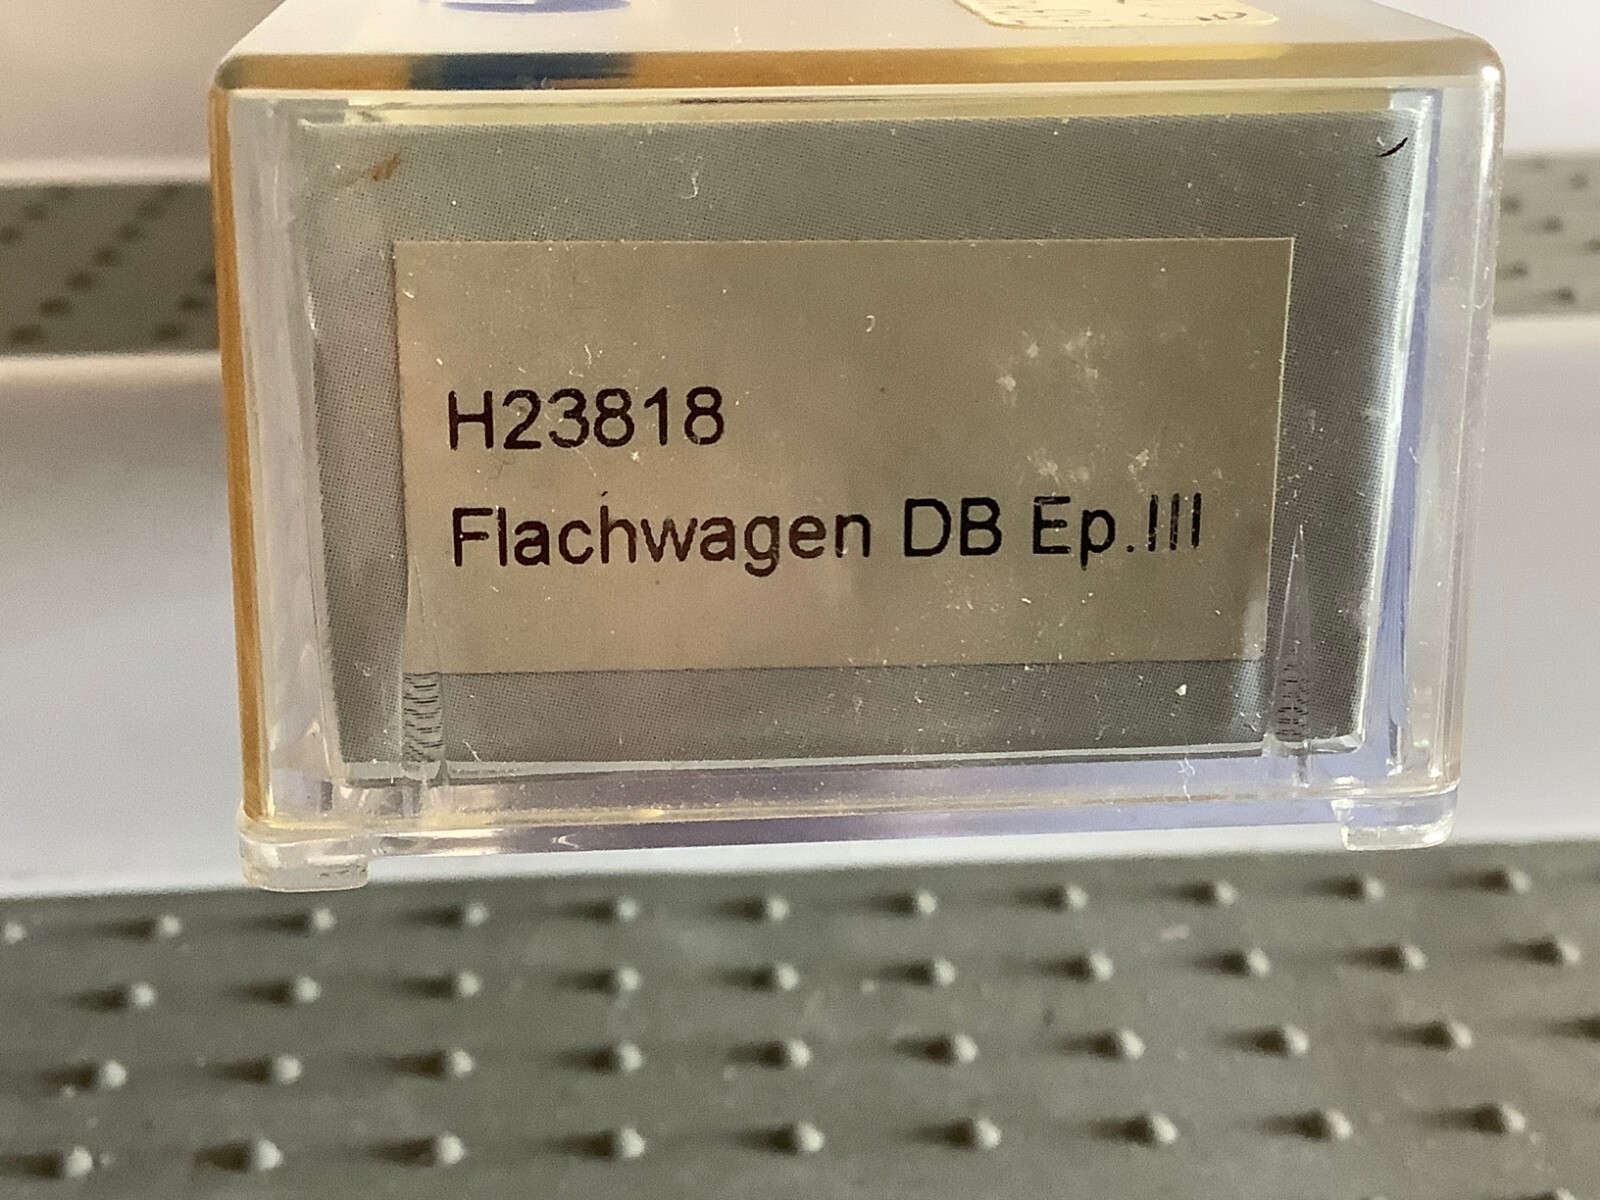 H23818
Flachwagen DB Ep.III